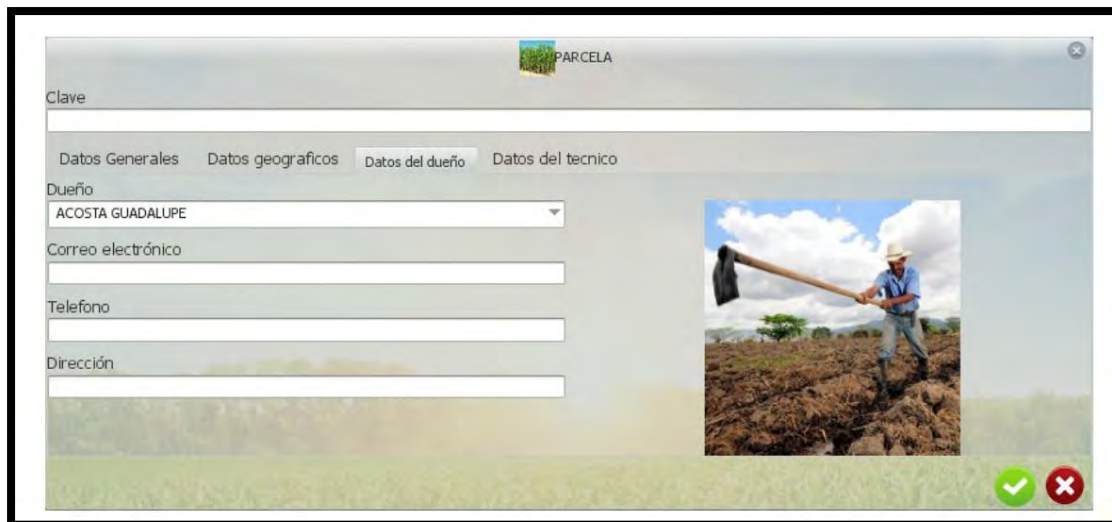 PARCELA
Clave
Datos Generales Datos geograficos Datos del dueño Datos del tecnico
Dueño
ACOSTA GUADALUPE
Correo electrónico
Telefono
Dirección